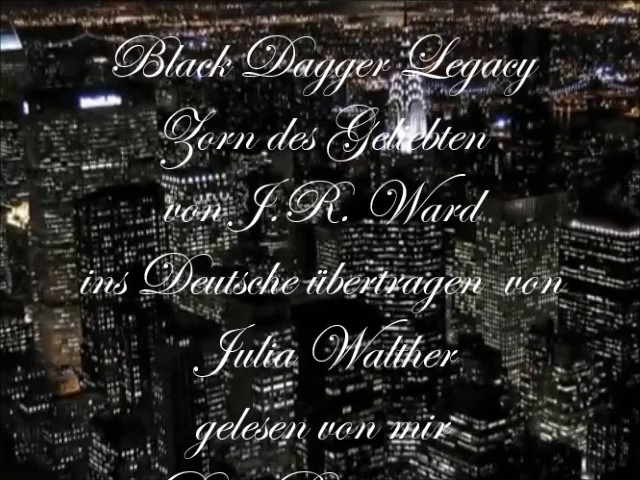 Black Dagger Legacy
Zorn des Geliebten
von J.R. Ward
ins Deutsche übertragen von
Julia Walther
gelesen von mir